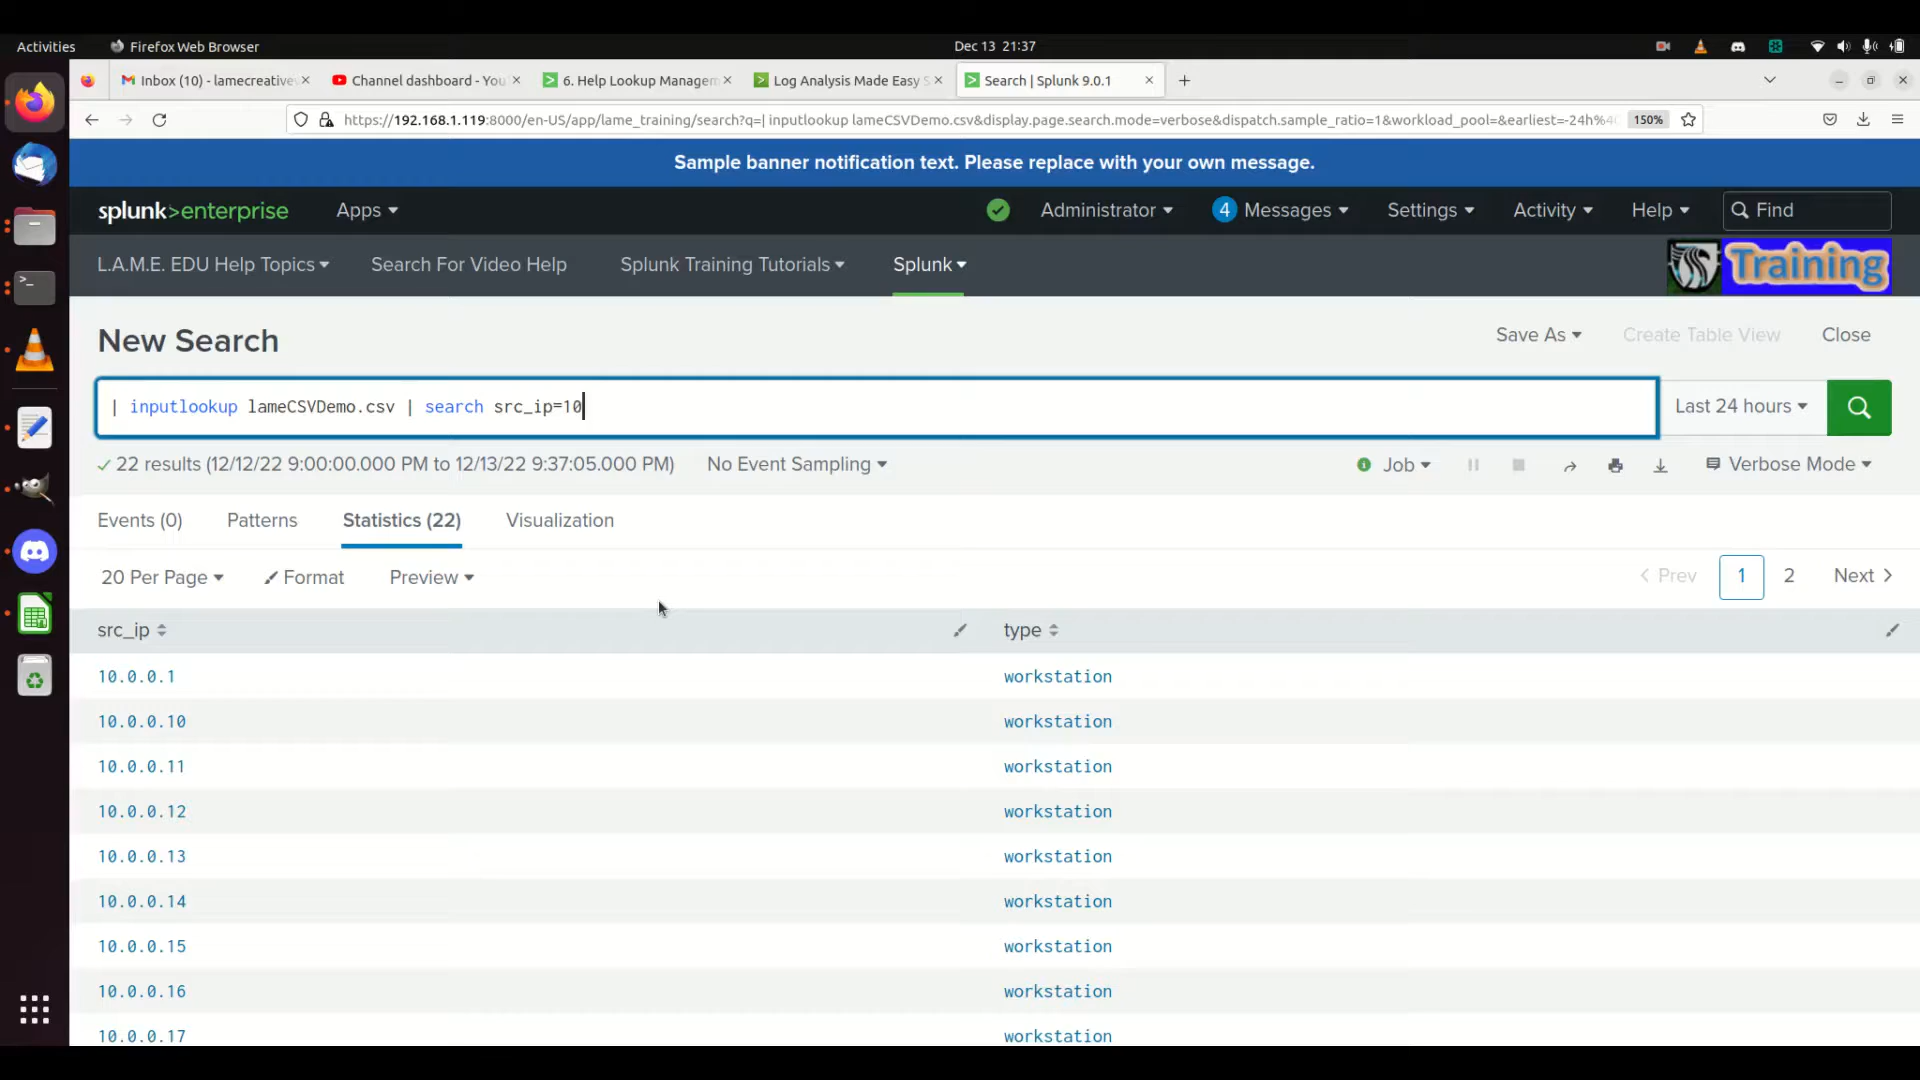 Activities Firefox Web Browser Dec 13 21:37
Inbox (10) - lamecreative Channel dashboard - You 6. Help Lookup Managem Log Analysis Made Easy S Search | Splunk 9.0.1
https://192.168.1.119:8000/en-US/app/lame_training/search?q=| inputlookup lameCSVDemo.csv&display.page.search.mode=verbose&dispatch.sample_ratio=1&workload_pool=&earliest=-24h%4 150%
Sample banner notification text. Please replace with your own message.
splunk>enterprise Apps Administrator 4 Messages Settings Activity Help Find
L.A.M.E. EDU Help Topics Search For Video Help Splunk Training Tutorials Splunk Training
New Search Save As Create Table View Close
| inputlookup lameCSVDemo.csv | search src_ip=10 Last 24 hours
22 results (12/12/22 9:00:00.000 PM to 12/13/22 9:37:05.000 PM) No Event Sampling Job Verbose Mode
Events (0) Patterns Statistics (22) Visualization
20 Per Page Format Preview Prev 1 2 Next
src_ip type
10.0.0.1 workstation
10.0.0.10 workstation
10.0.0.11 workstation
10.0.0.12 workstation
10.0.0.13 workstation
10.0.0.14 workstation
10.0.0.15 workstation
10.0.0.16 workstation
10.0.0.17 workstation